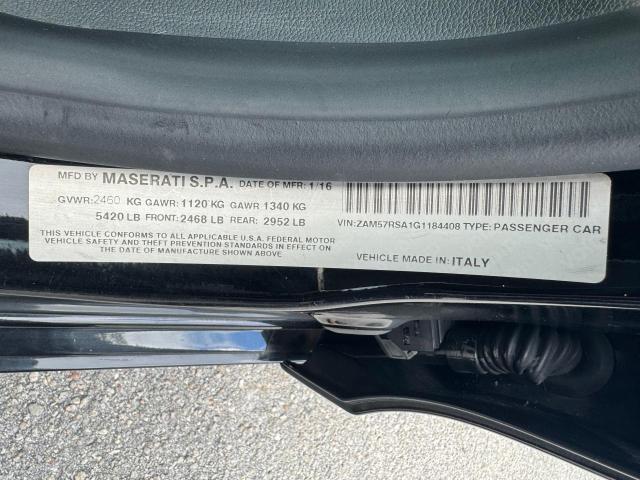 MFD BY MASERATI S.P.A. DATE OF MFR: 1/16
GVWR:2460 KG GAWR: 1120 KG GAWR 1340 KG
5420 LB FRONT: 2468 LB REAR: 2952 LB
THIS VEHICLE CONFORMS TO ALL APPLICABLE U.S.A. FEDERAL MOTOR
VEHICLE SAFETY AND THEFT PREVENTION STANDARDS IN EFFECT ON
THE DATE OF MANUFACTURE SHOWN ABOVE.
VIN:ZAM57RSA1G1184408 TYPE: PASSENGER CAR
VEHICLE MADE IN: ITALY